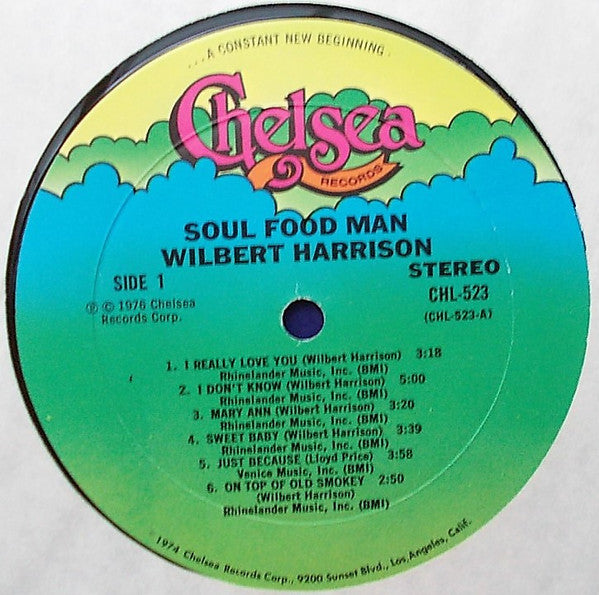 ...A CONSTANT NEW BEGINNING.
Chelsea
RECORDS
SOUL FOOD MAN
WILBERT HARRISON
SIDE 1
STEREO
℗ © 1976 Chelsea
Records Corp.
CHL-523
(CHL-523-A)
1. I REALLY LOVE YOU (Wilbert Harrison) 3:18
Rhinelander Music, Inc. (BMI)
2. I DON'T KNOW (Wilbert Harrison) 5:00
Rhinelander Music, Inc. (BMI)
3. MARY ANN (Wilbert Harrison) 3:20
Rhinelander Music, Inc. (BMI)
4. SWEET BABY (Wilbert Harrison) 3:39
Rhinelander Music, Inc. (BMI)
5. JUST BECAUSE (Lloyd Price) 3:58
Venice Music, Inc. (BMI)
6. ON TOP OF OLD SMOKEY 2:50
(Wilbert Harrison)
Rhinelander Music, Inc. (BMI)
1974 Chelsea Records Corp., 9200 Sunset Blvd., Los Angeles, Calif.